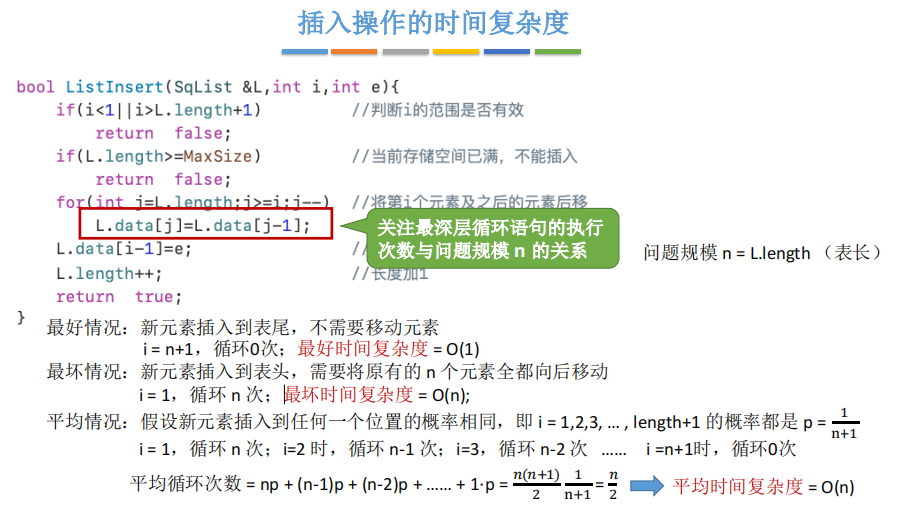 插入操作的时间复杂度
bool ListInsert(SqList &L,int i,int e){
if(i<1||i>L.length+1) //判断i的范围是否有效
return false;
if(L.length>=MaxSize) //当前存储空间已满，不能插入
return false;
for(int j=L.length;j>=i;j--) //将第i个元素及之后的元素后移
L.data[j]=L.data[j-1];
关注最深层循环语句的执行
次数与问题规模 n 的关系
L.data[i-1]=e; //
问题规模 n = L.length （表长）
L.length++; //长度加1
return true;
}
最好情况：新元素插入到表尾，不需要移动元素
i = n+1，循环0次；最好时间复杂度 = O(1)
最坏情况：新元素插入到表头，需要将原有的 n 个元素全都向后移动
i = 1，循环 n 次；最坏时间复杂度 = O(n);
平均情况：假设新元素插入到任何一个位置的概率相同，即 i = 1,2,3, … , length+1 的概率都是 p = 1/(n+1)
i = 1，循环 n 次；i=2 时，循环 n-1 次；i=3，循环 n-2 次 …… i =n+1时，循环0次
平均循环次数 = np + (n-1)p + (n-2)p + …… + 1⋅p = n(n+1)/2 1/(n+1) = n/2 平均时间复杂度 = O(n)